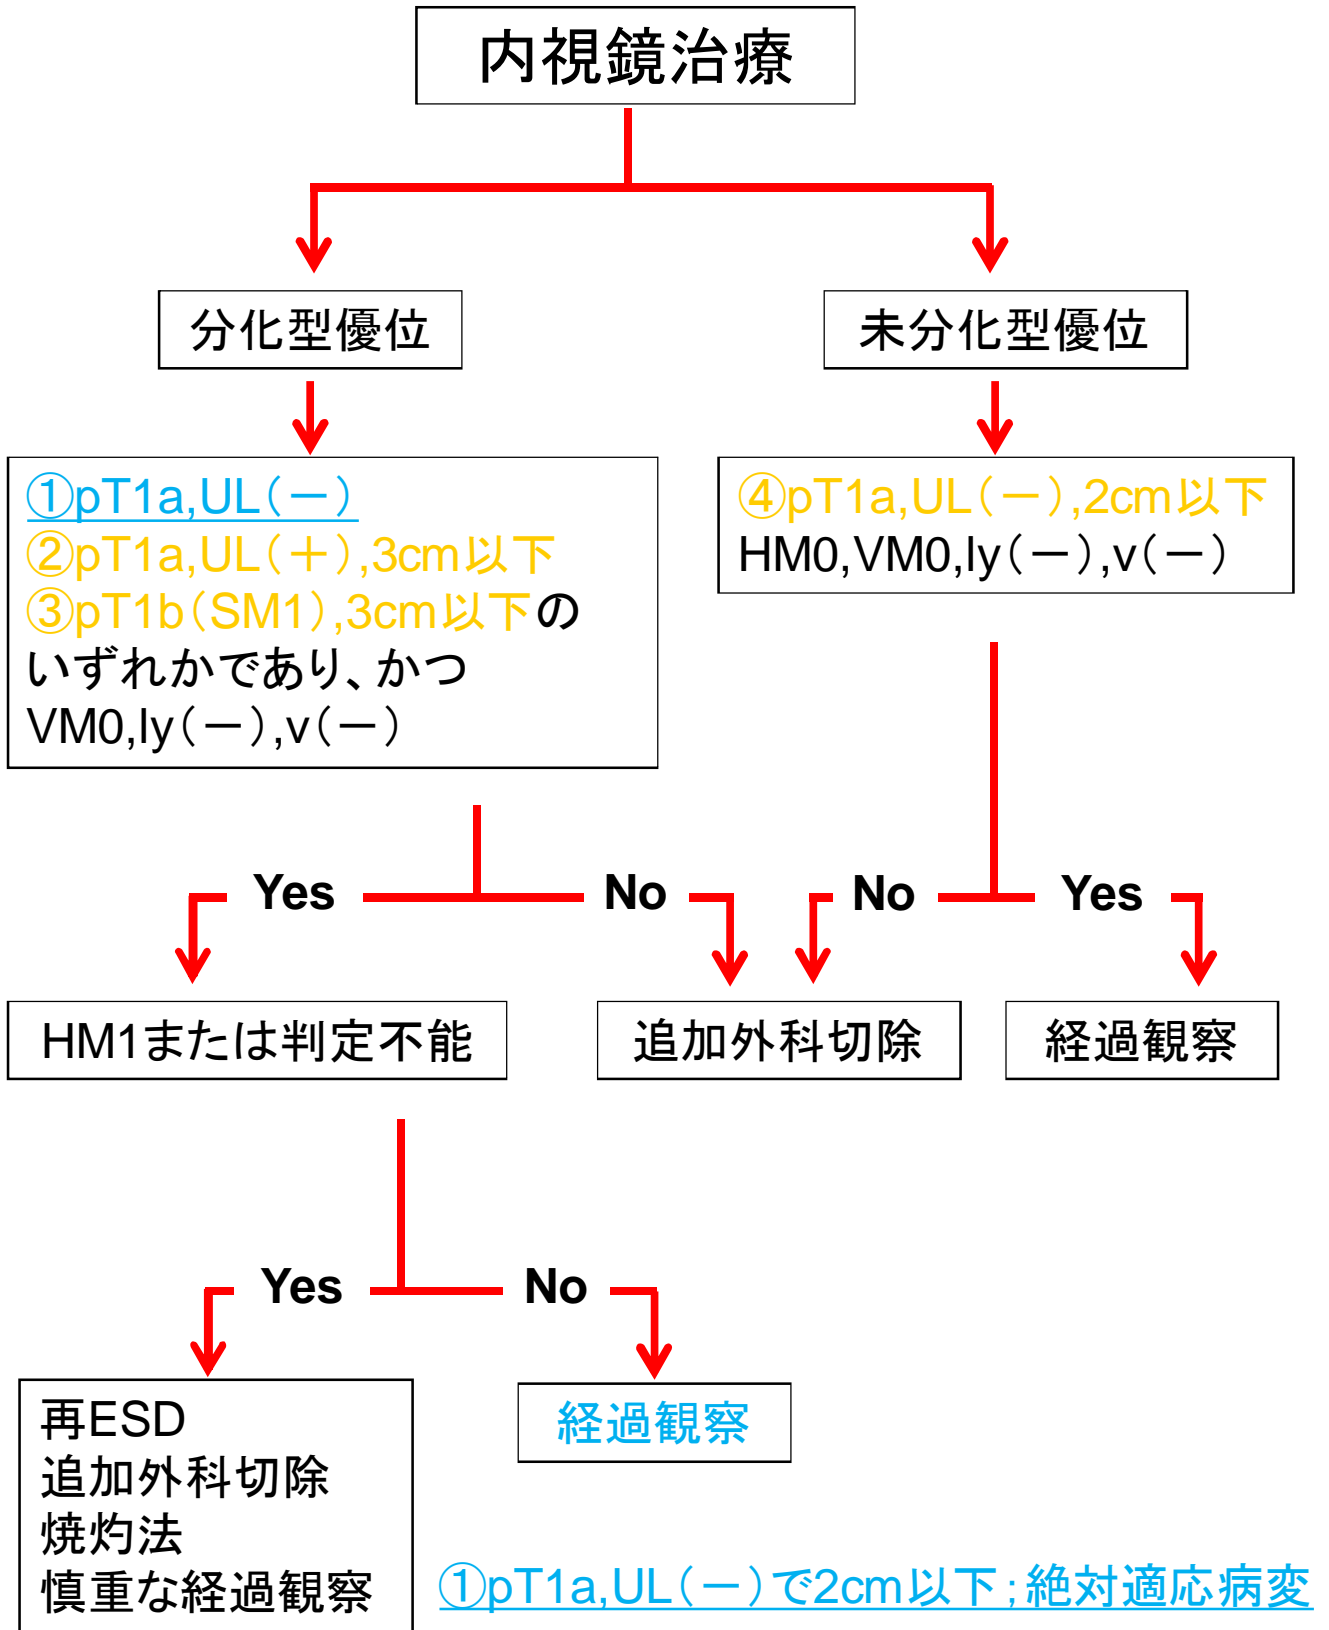 内視鏡治療
分化型優位
未分化型優位
①pT1a,UL(－)
②pT1a,UL(＋),3cm以下
③pT1b(SM1),3cm以下の
いずれかであり、かつ
VM0,ly(－),v(－)
④pT1a,UL(－),2cm以下
HM0,VM0,ly(－),v(－)
Yes
No
No
Yes
HM1または判定不能
追加外科切除
経過観察
Yes
No
再ESD
追加外科切除
焼灼法
慎重な経過観察
経過観察
①pT1a,UL(－)で2cm以下;絶対適応病変